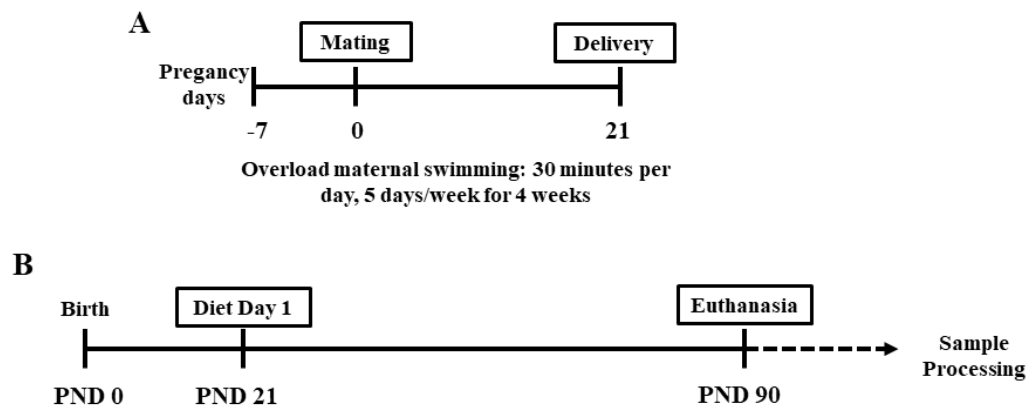 A
Mating
Delivery
Pregancy
days
-7
0
21
Overload maternal swimming: 30 minutes per
day, 5 days/week for 4 weeks
B
Birth
Diet Day 1
Euthanasia
Sample
Processing
PND 0
PND 21
PND 90